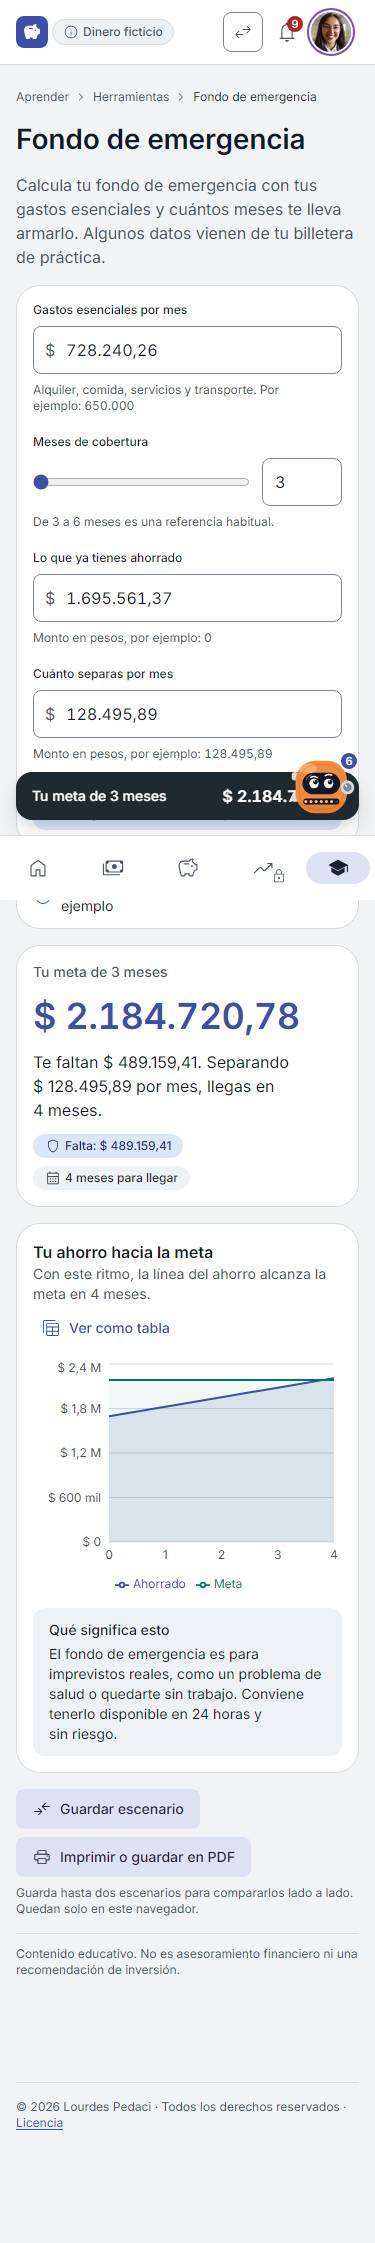 Dinero ficticio
9
Aprender > Herramientas > Fondo de emergencia
Fondo de emergencia
Calcula tu fondo de emergencia con tus
gastos esenciales y cuántos meses te lleva
armarlo. Algunos datos vienen de tu billetera
de práctica.
Gastos esenciales por mes
$ 728.240,26
Alquiler, comida, servicios y transporte. Por
ejemplo: 650.000
Meses de cobertura
3
De 3 a 6 meses es una referencia habitual.
Lo que ya tienes ahorrado
$ 1.695.561,37
Monto en pesos, por ejemplo: 0
Cuánto separas por mes
$ 128.495,89
Monto en pesos, por ejemplo: 128.495,89
6
Tu meta de 3 meses
$ 2.184.7
ejemplo
Tu meta de 3 meses
$ 2.184.720,78
Te faltan $ 489.159,41. Separando
$ 128.495,89 por mes, llegas en
4 meses.
Falta: $ 489.159,41
4 meses para llegar
Tu ahorro hacia la meta
Con este ritmo, la línea del ahorro alcanza la
meta en 4 meses.
Ver como tabla
$ 2,4 M
$ 1,8 M
$ 1,2 M
$ 600 mil
$ 0
0 1 2 3 4
Ahorrado Meta
Qué significa esto
El fondo de emergencia es para
imprevistos reales, como un problema de
salud o quedarte sin trabajo. Conviene
tenerlo disponible en 24 horas y
sin riesgo.
Guardar escenario
Imprimir o guardar en PDF
Guarda hasta dos escenarios para compararlos lado a lado.
Quedan solo en este navegador.
Contenido educativo. No es asesoramiento financiero ni una
recomendación de inversión.
© 2026 Lourdes Pedaci · Todos los derechos reservados ·
Licencia